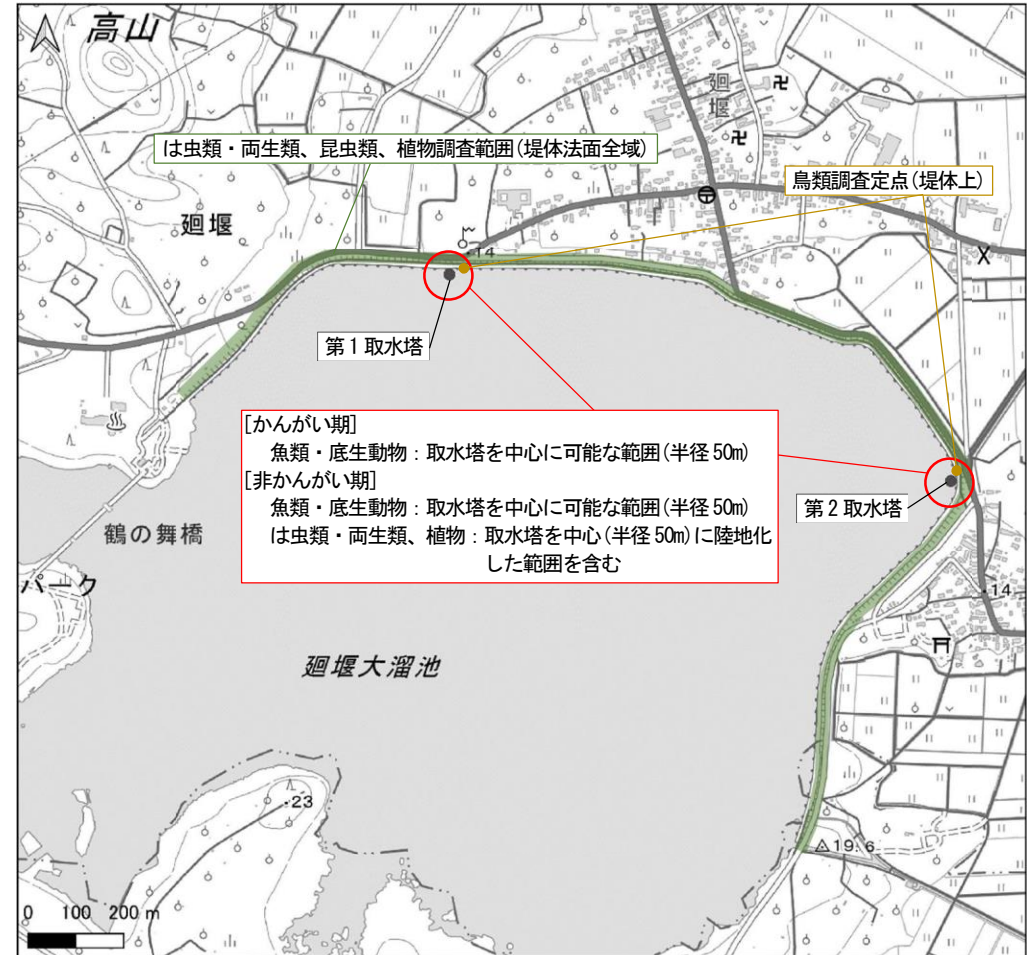 高山
廻堰
は虫類・両生類、昆虫類、植物調査範囲(堤体法面全域)
鳥類調査定点(堤体上)
廻堰
14
第1取水塔
[かんがい期]
魚類・底生動物：取水塔を中心に可能な範囲(半径50m)
[非かんがい期]
魚類・底生動物：取水塔を中心に可能な範囲(半径50m)
は虫類・両生類、植物：取水塔を中心(半径50m)に陸地化
した範囲を含む
第2取水塔
鶴の舞橋
パーク
14
廻堰大溜池
23
19.6
0 100 200 m